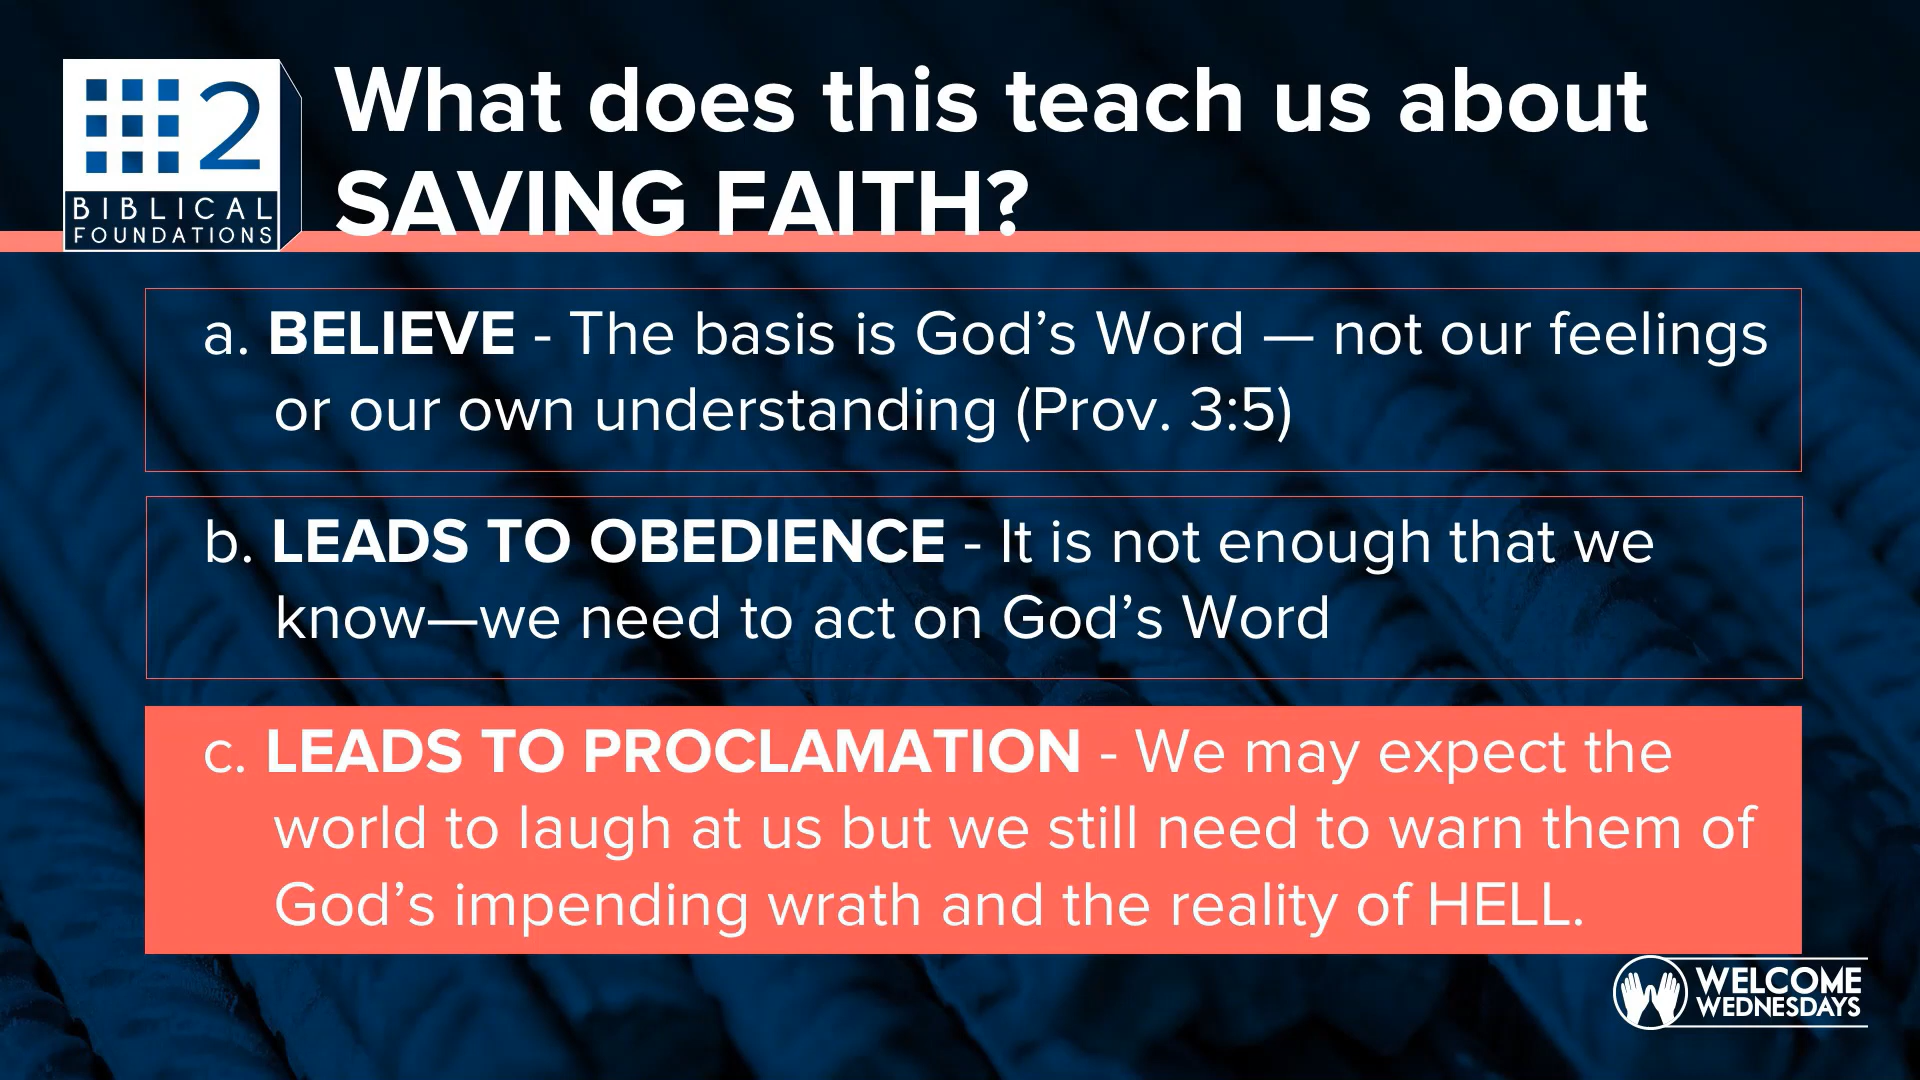 2
BIBLICAL
FOUNDATIONS
What does this teach us about
SAVING FAITH?
a. BELIEVE - The basis is God’s Word — not our feelings
or our own understanding (Prov. 3:5)
b. LEADS TO OBEDIENCE - It is not enough that we
know—we need to act on God’s Word
c. LEADS TO PROCLAMATION - We may expect the
world to laugh at us but we still need to warn them of
God’s impending wrath and the reality of HELL.
WELCOME
WEDNESDAYS